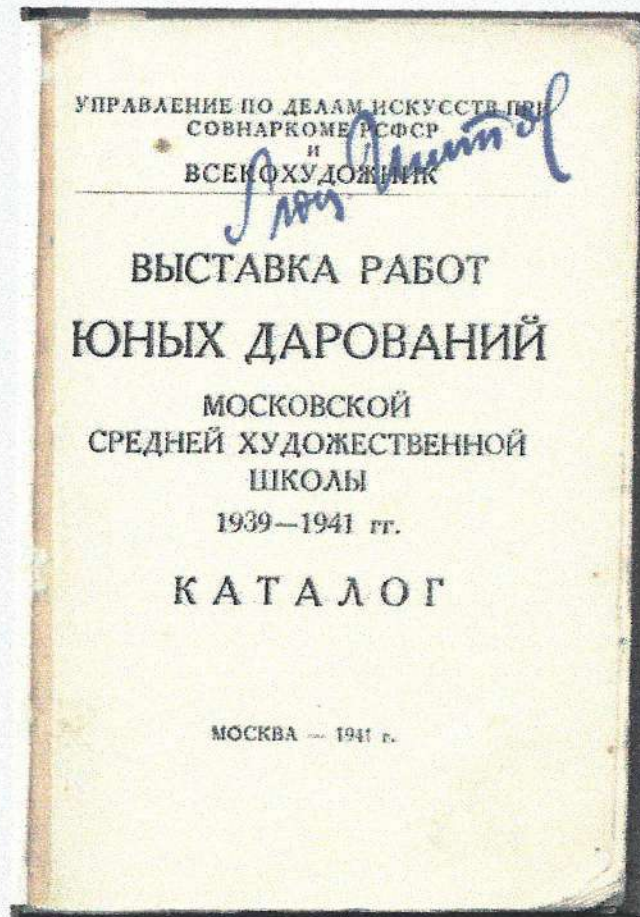 УПРАВЛЕНИЕ ПО ДЕЛАМ ИСКУССТВ ПРИ
СОВНАРКОМЕ РСФСР
И
ВСЕКОХУДОЖНИК
ВЫСТАВКА РАБОТ
ЮНЫХ ДАРОВАНИЙ
МОСКОВСКОЙ
СРЕДНЕЙ ХУДОЖЕСТВЕННОЙ
ШКОЛЫ
1939—1941 гг.
КАТАЛОГ
МОСКВА — 1941 г.